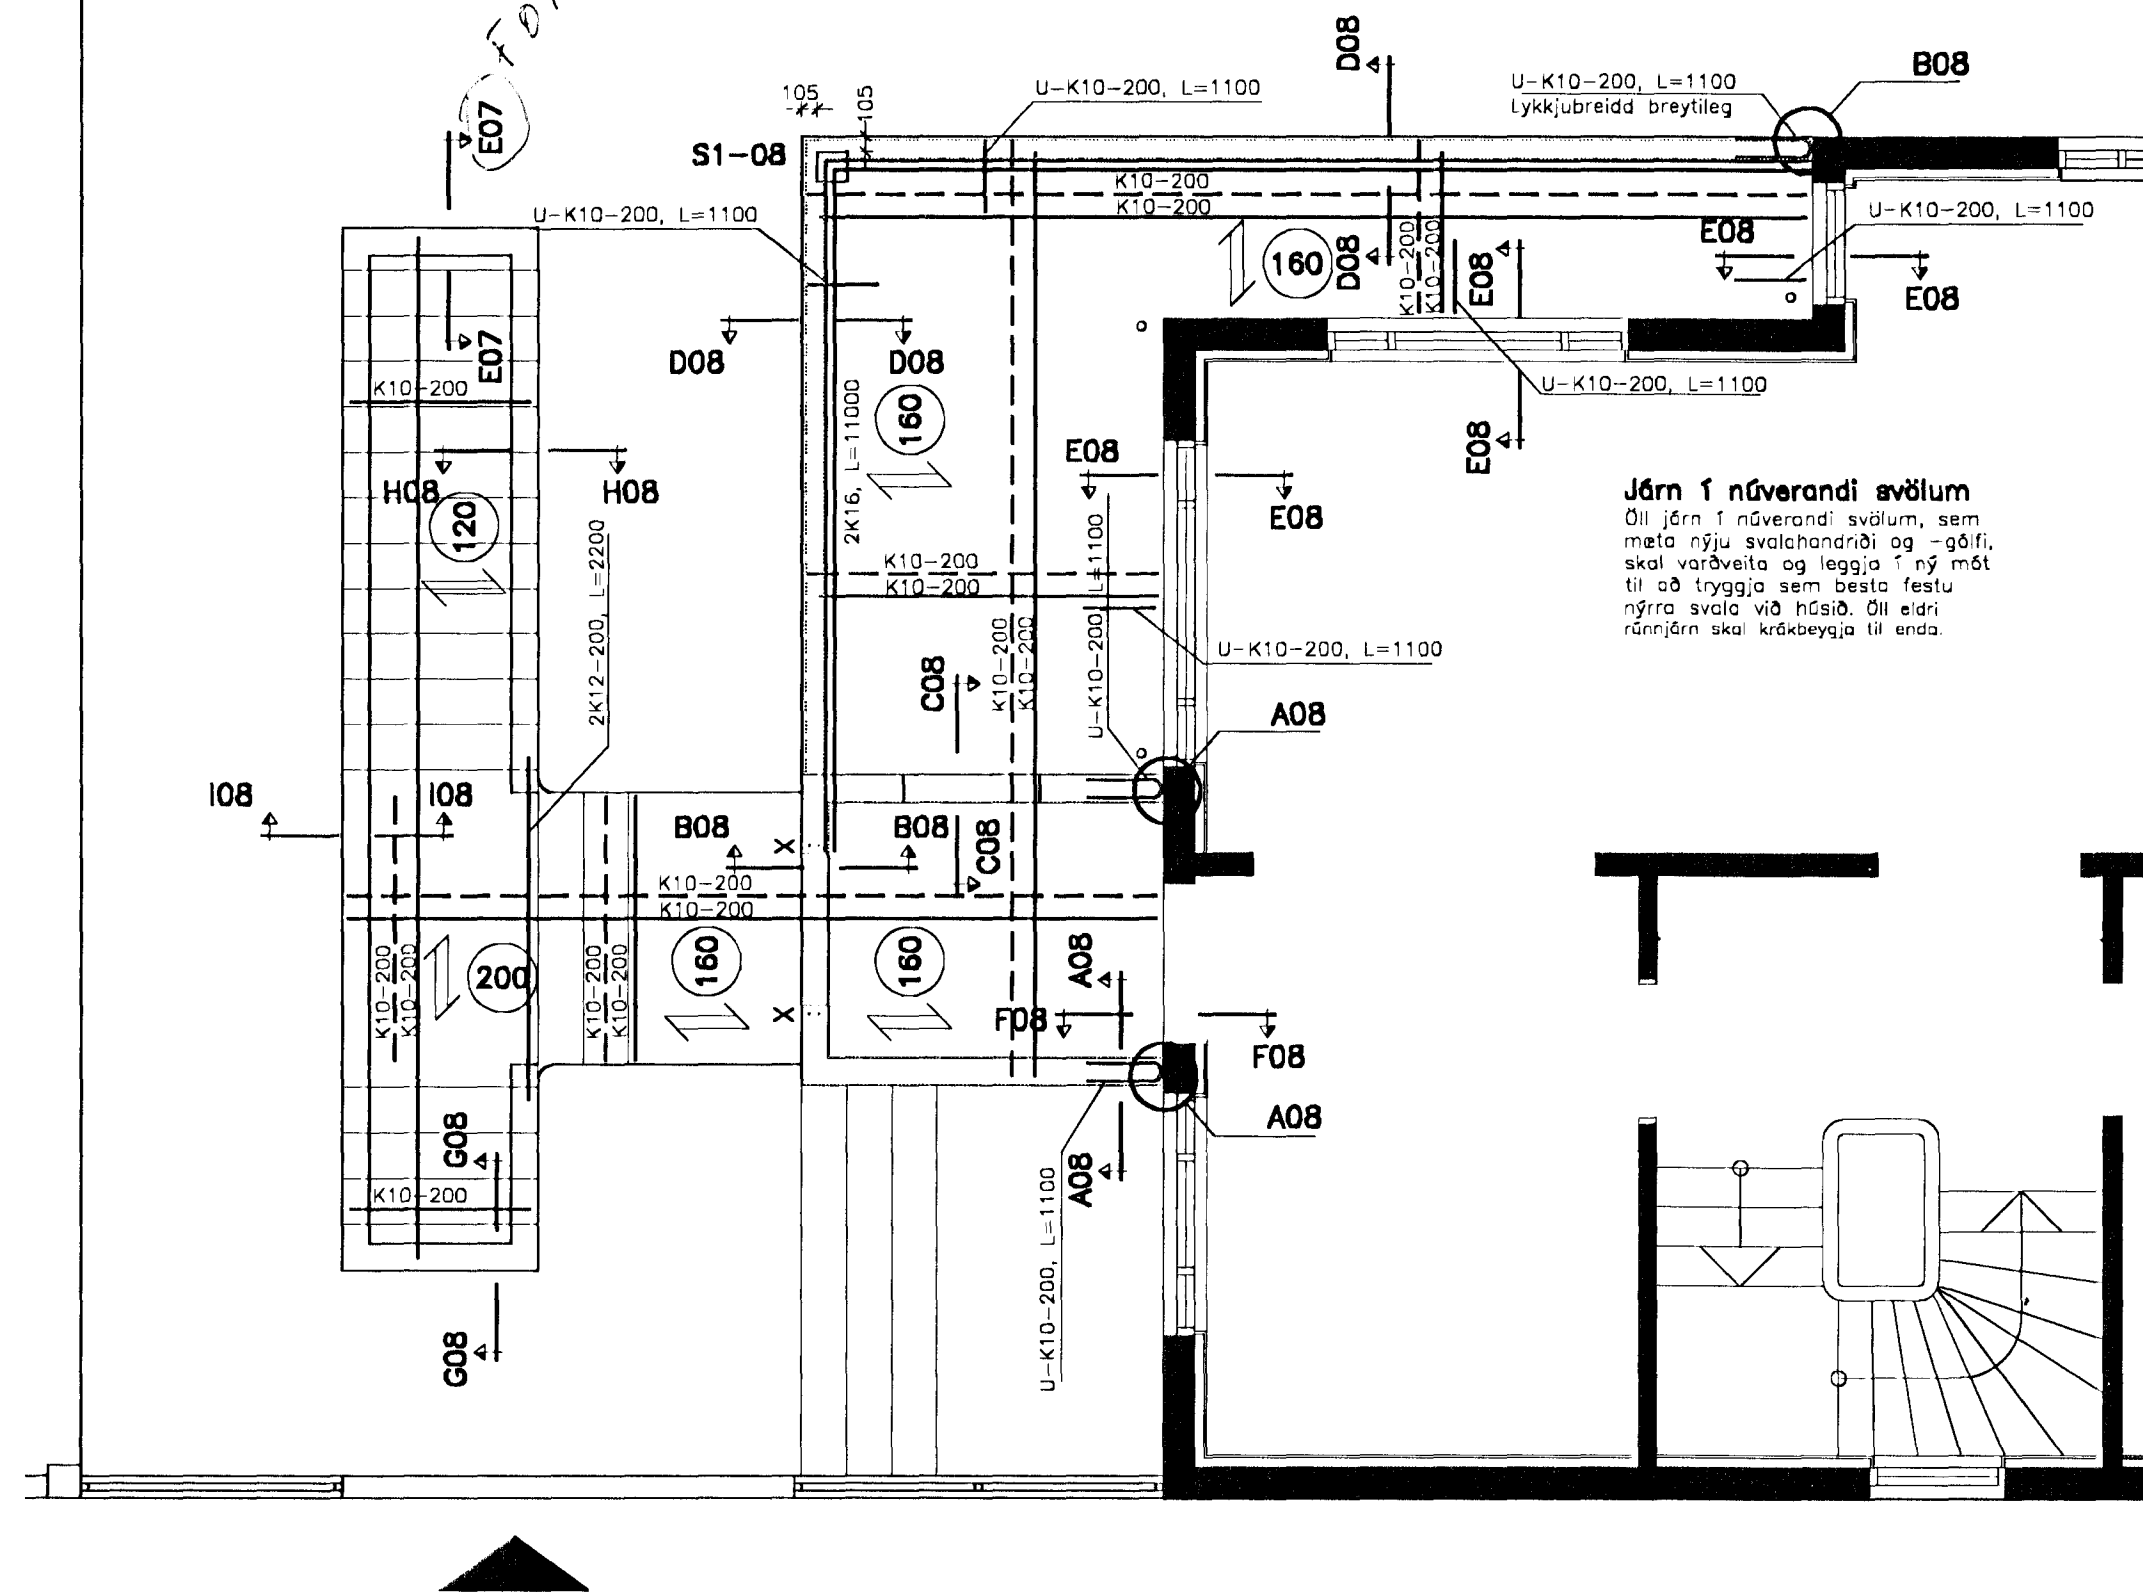 D08
B08
U-K10-200, L=1100
Lykkjubreidd breytileg
U-K10-200, L=1100
105
105
E07
S1-08
K10-200
K10-200
U-K10-200, L=1100
U-K10-200, L=1100
E08
E08
160
D08
K10-200
K10-200
E08
E07
D08
D08
K10-200
U-K10-200, L=1100
2K16, L=11000
160
E08
E08
E08
H08
H08
120
Járn í núverandi svölum
Öll járn í núverandi svölum, sem
mæta nýju svalahandriði og -gólfi,
skal varðveita og leggja í ný mót
til að tryggja sem besta festu
nýrra svala við húsið. Öll eldri
rúnnjárn skal krókbeygja til enda.
2K12-200, L=2200
K10-200
K10-200
U-K10-200, L=1100
U-K10-200, L=1100
K10-200
K10-200
C08
A08
I08
I08
B08
B08
X
C08
K10-200
K10-200
K10-200
K10-200
200
K10-200
K10-200
160
160
A08
X
F08
F08
A08
G08
A08
K10-200
U-K10-200, L=1100
G08